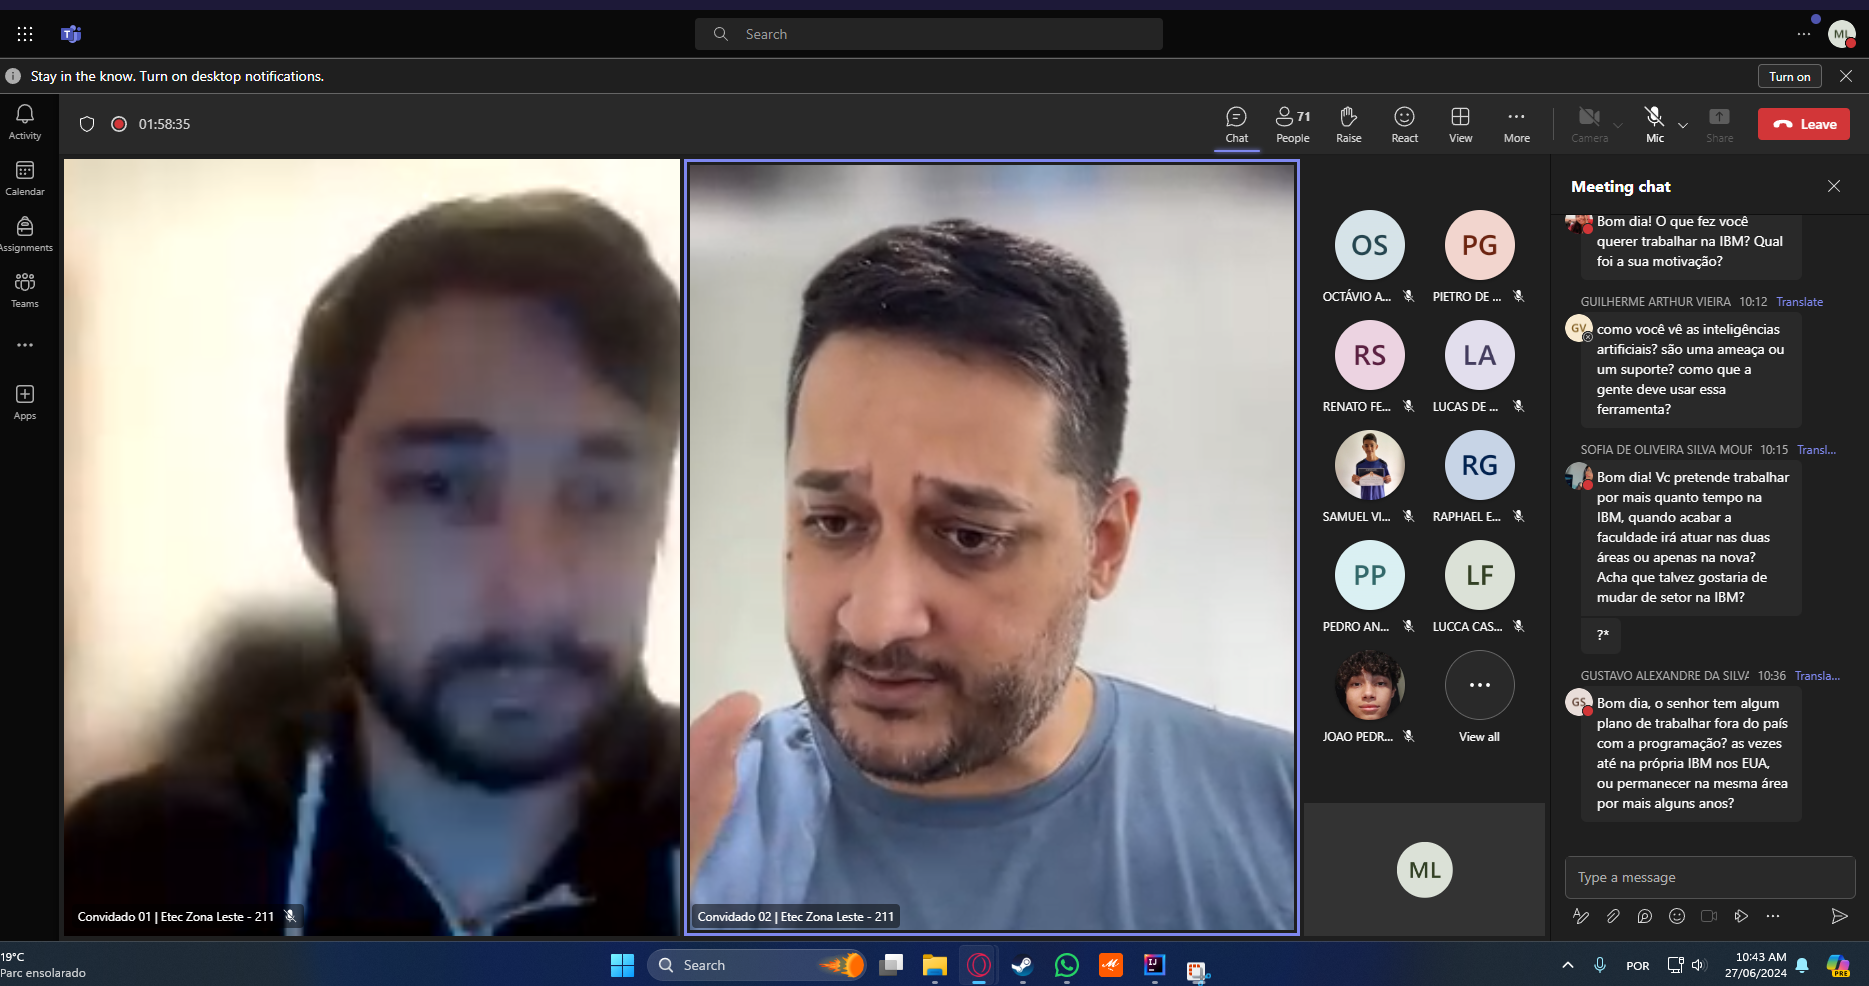 Search
ML
Stay in the know. Turn on desktop notifications.
Turn on
Activity
Calendar
Assignments
Teams
Apps
01:58:35
Chat
71
People
Raise
React
View
More
Camera
Mic
Share
Leave
Convidado 01 | Etec Zona Leste - 211
Convidado 02 | Etec Zona Leste - 211
OS
PG
OCTÁVIO A...
PIETRO DE ...
RS
LA
RENATO FE...
LUCAS DE ...
RG
SAMUEL VI...
RAPHAEL E...
PP
LF
PEDRO AN...
LUCCA CAS...
JOAO PEDR...
View all
ML
Meeting chat
Bom dia! O que fez você
querer trabalhar na IBM? Qual
foi a sua motivação?
GUILHERME ARTHUR VIEIRA 10:12 Translate
GV
como você vê as inteligências
artificiais? são uma ameaça ou
um suporte? como que a
gente deve usar essa
ferramenta?
SOFIA DE OLIVEIRA SILVA MOUR 10:15 Transl...
Bom dia! Vc pretende trabalhar
por mais quanto tempo na
IBM, quando acabar a
faculdade irá atuar nas duas
áreas ou apenas na nova?
Acha que talvez gostaria de
mudar de setor na IBM?
?*
GUSTAVO ALEXANDRE DA SILVA 10:36 Transla...
GS
Bom dia, o senhor tem algum
plano de trabalhar fora do país
com a programação? as vezes
até na própria IBM nos EUA,
ou permanecer na mesma área
por mais alguns anos?
Type a message
19°C
Parc ensolarado
Search
POR
10:43 AM
27/06/2024
PRE